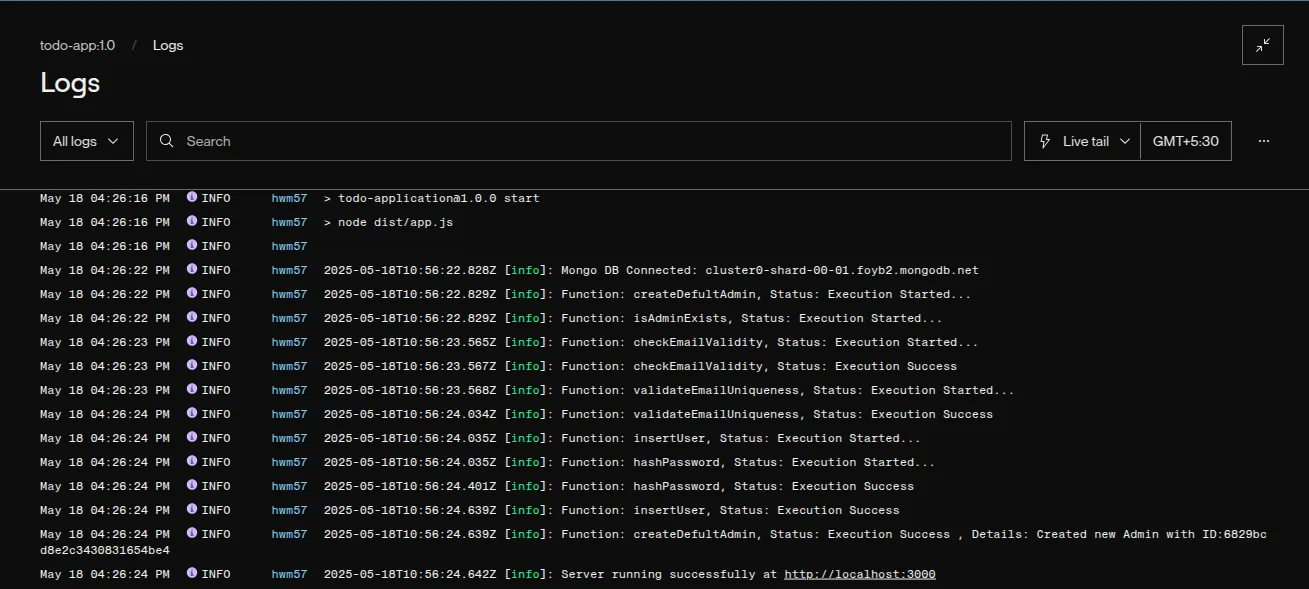 todo-app:1.0 / Logs
Logs
All logs Search Live tail GMT+5:30 ...
May 18 04:26:16 PM INFO hwm57 > todo-application@1.0.0 start
May 18 04:26:16 PM INFO hwm57 > node dist/app.js
May 18 04:26:16 PM INFO hwm57
May 18 04:26:22 PM INFO hwm57 2025-05-18T10:56:22.828Z [info]: Mongo DB Connected: cluster0-shard-00-01.foyb2.mongodb.net
May 18 04:26:22 PM INFO hwm57 2025-05-18T10:56:22.829Z [info]: Function: createDefultAdmin, Status: Execution Started...
May 18 04:26:22 PM INFO hwm57 2025-05-18T10:56:22.829Z [info]: Function: isAdminExists, Status: Execution Started...
May 18 04:26:23 PM INFO hwm57 2025-05-18T10:56:23.565Z [info]: Function: checkEmailValidity, Status: Execution Started...
May 18 04:26:23 PM INFO hwm57 2025-05-18T10:56:23.567Z [info]: Function: checkEmailValidity, Status: Execution Success
May 18 04:26:23 PM INFO hwm57 2025-05-18T10:56:23.568Z [info]: Function: validateEmailUniqueness, Status: Execution Started...
May 18 04:26:24 PM INFO hwm57 2025-05-18T10:56:24.034Z [info]: Function: validateEmailUniqueness, Status: Execution Success
May 18 04:26:24 PM INFO hwm57 2025-05-18T10:56:24.035Z [info]: Function: insertUser, Status: Execution Started...
May 18 04:26:24 PM INFO hwm57 2025-05-18T10:56:24.035Z [info]: Function: hashPassword, Status: Execution Started...
May 18 04:26:24 PM INFO hwm57 2025-05-18T10:56:24.401Z [info]: Function: hashPassword, Status: Execution Success
May 18 04:26:24 PM INFO hwm57 2025-05-18T10:56:24.639Z [info]: Function: insertUser, Status: Execution Success
May 18 04:26:24 PM INFO hwm57 2025-05-18T10:56:24.639Z [info]: Function: createDefultAdmin, Status: Execution Success , Details: Created new Admin with ID:6829bc
d8e2c3430831654be4
May 18 04:26:24 PM INFO hwm57 2025-05-18T10:56:24.642Z [info]: Server running successfully at http://localhost:3000